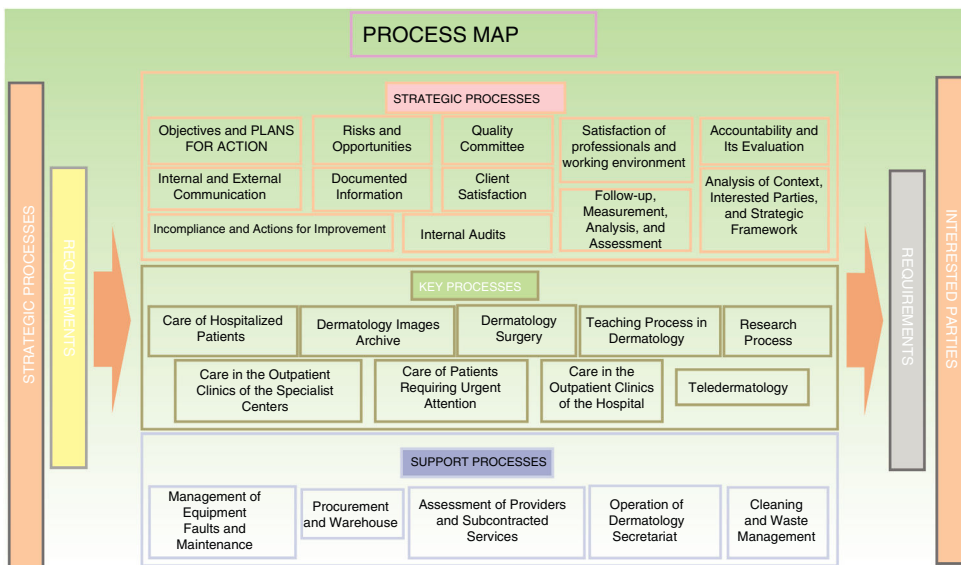 PROCESS MAP
STRATEGIC PROCESSES
REQUIREMENTS
STRATEGIC PROCESSES
Objectives and PLANS
FOR ACTION
Risks and
Opportunities
Quality
Committee
Satisfaction of
professionals and
working environment
Accountability and
Its Evaluation
Internal and External
Communication
Documented
Information
Client
Satisfaction
Follow-up,
Measurement,
Analysis, and
Assessment
Analysis of Context,
Interested Parties,
and Strategic
Framework
Incompliance and Actions for Improvement
Internal Audits
KEY PROCESSES
Care of Hospitalized
Patients
Dermatology Images
Archive
Dermatology
Surgery
Teaching Process in
Dermatology
Research
Process
Care in the Outpatient
Clinics of the Specialist
Centers
Care of Patients
Requiring Urgent
Attention
Care in the
Outpatient Clinics
of the Hospital
Teledermatology
SUPPORT PROCESSES
Management of
Equipment
Faults and
Maintenance
Procurement
and Warehouse
Assessment of Providers
and Subcontracted
Services
Operation of
Dermatology
Secretariat
Cleaning
and Waste
Management
REQUIREMENTS
INTERESTED PARTIES